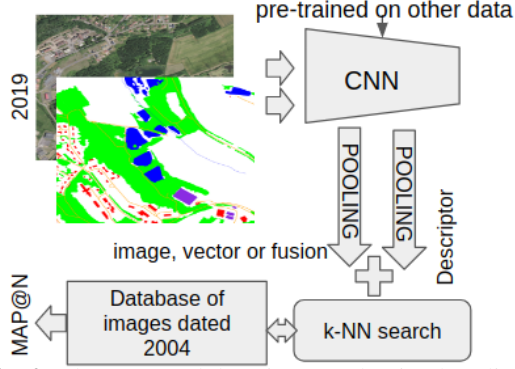 pre-trained on other data
2019
CNN
POOLING
POOLING
Descriptor
image, vector or fusion
MAP@N
Database of
images dated
2004
k-NN search